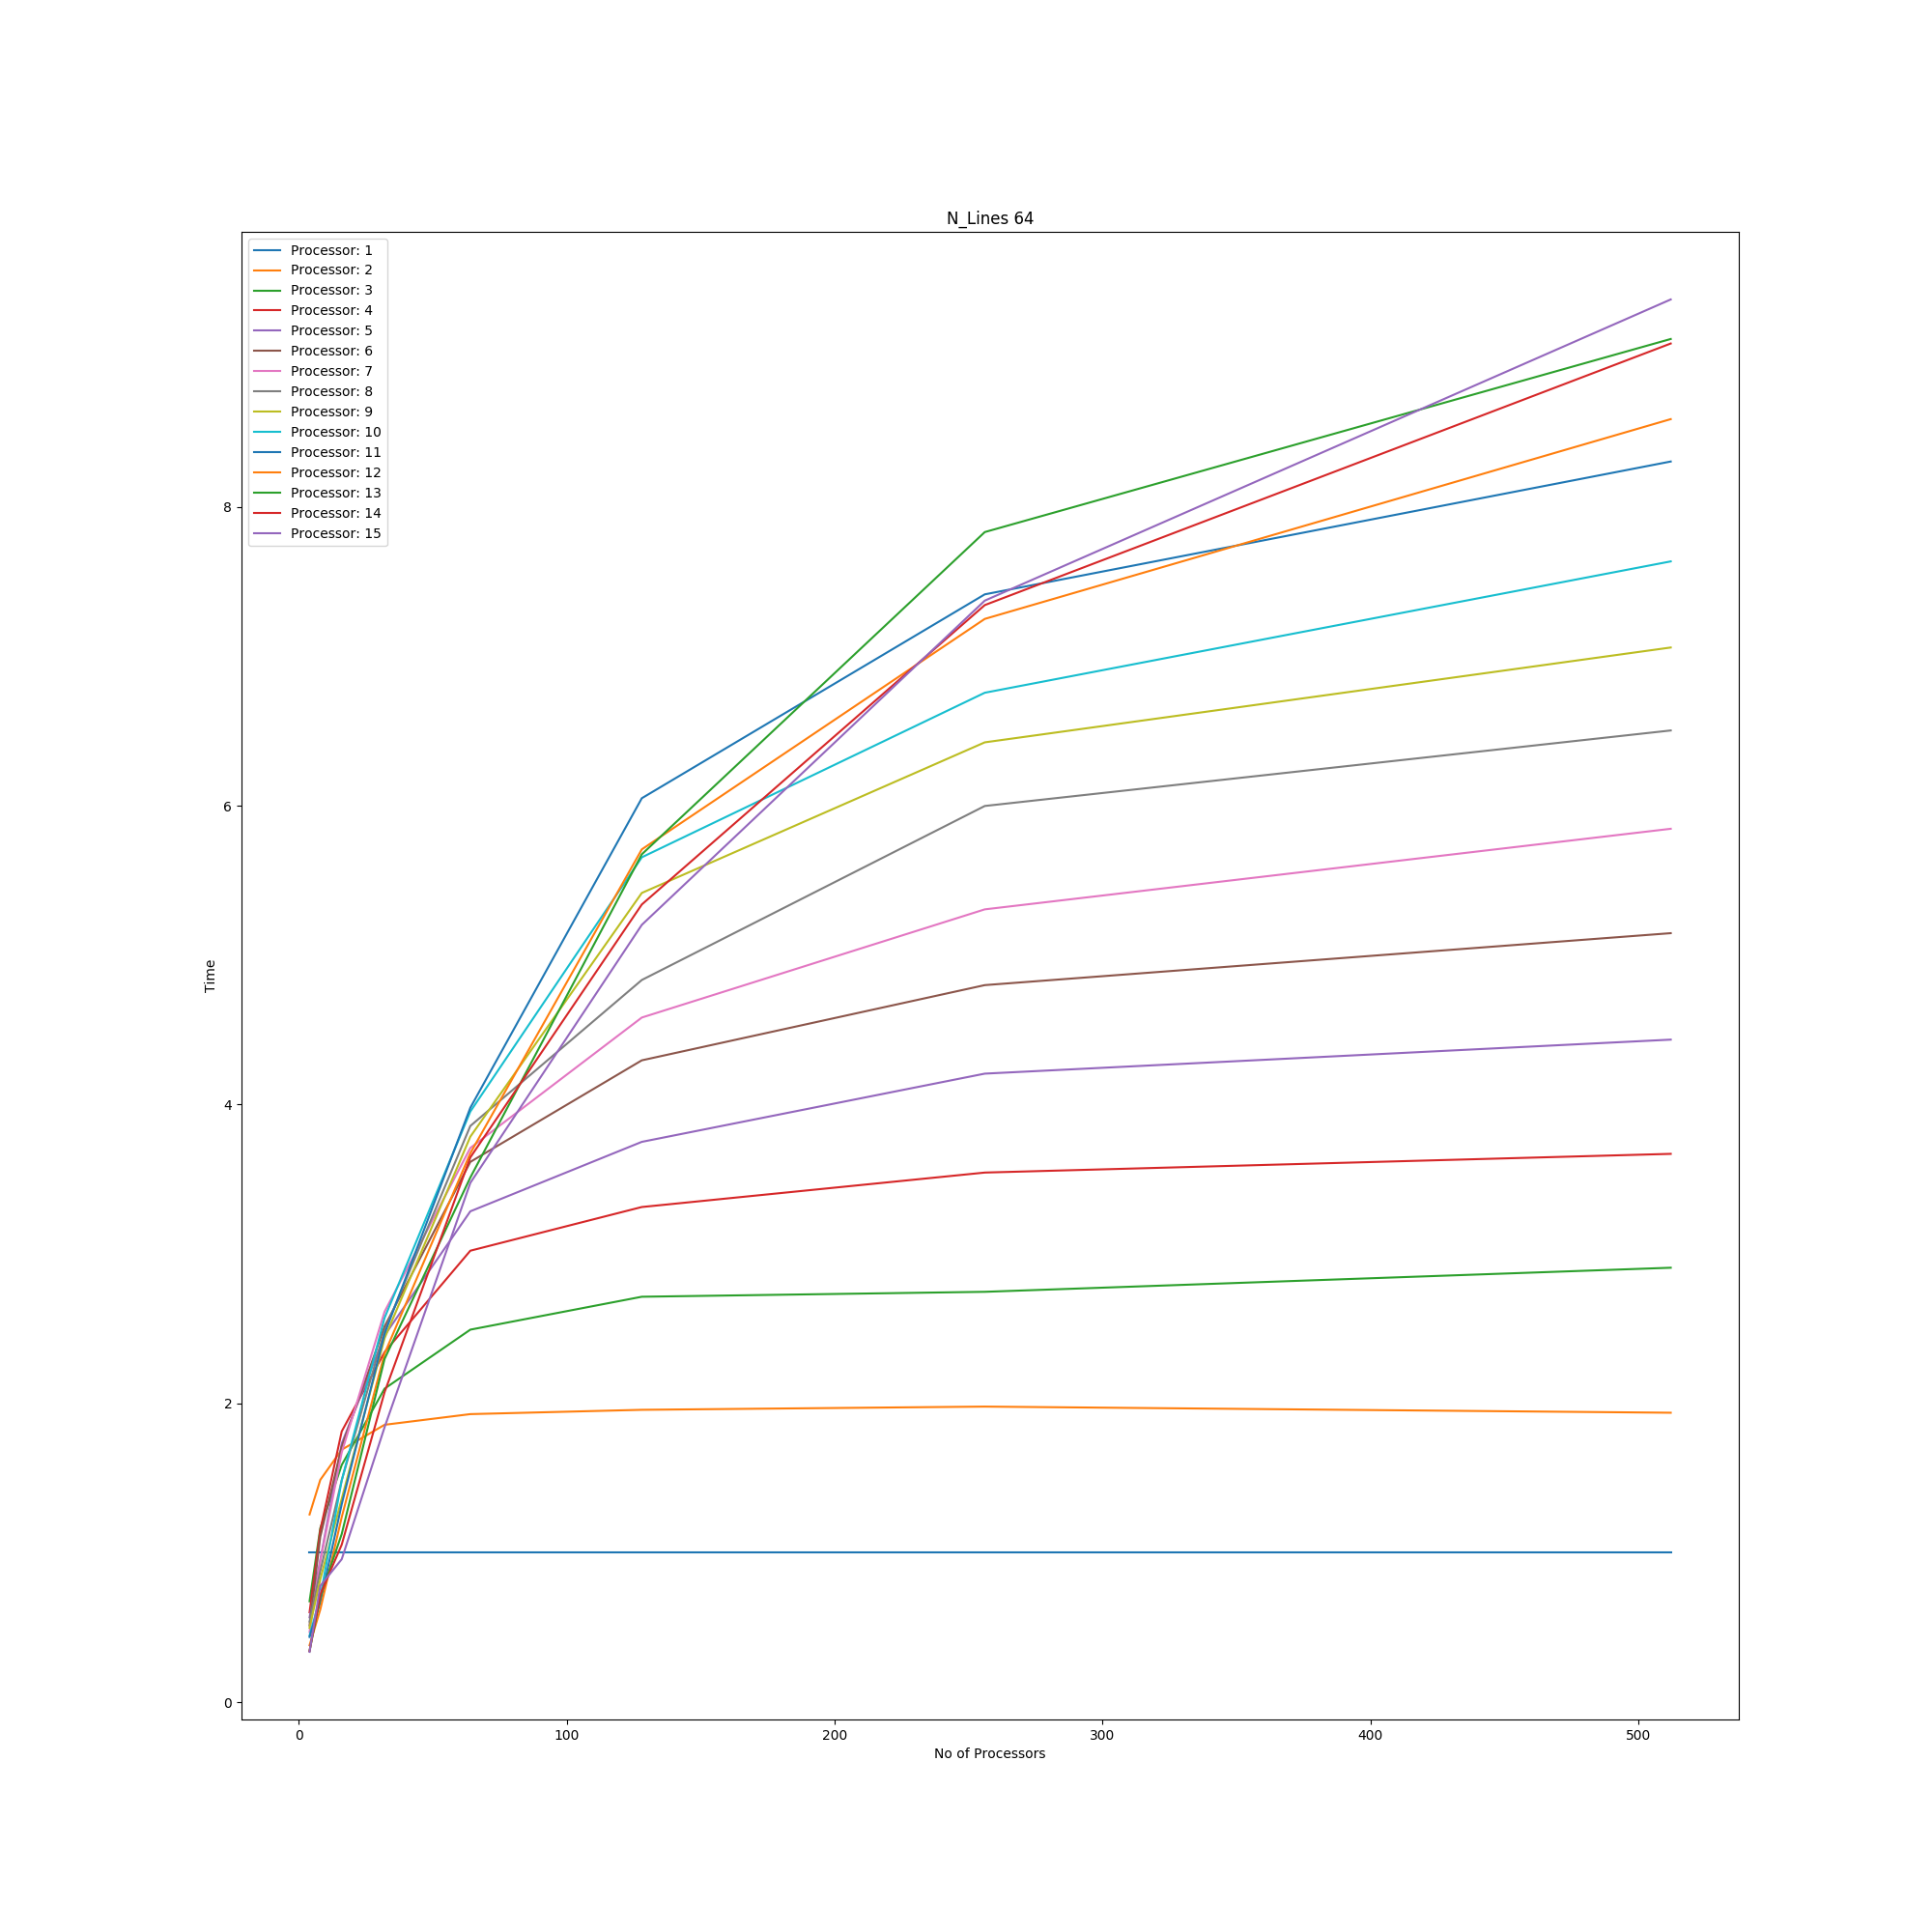 N_Lines 64
Processor: 1
Processor: 2
Processor: 3
Processor: 4
Processor: 5
Processor: 6
Processor: 7
Processor: 8
Processor: 9
Processor: 10
Processor: 11
Processor: 12
Processor: 13
Processor: 14
Processor: 15
8
6
4
2
0
Time
0 100 200 300 400 500
No of Processors